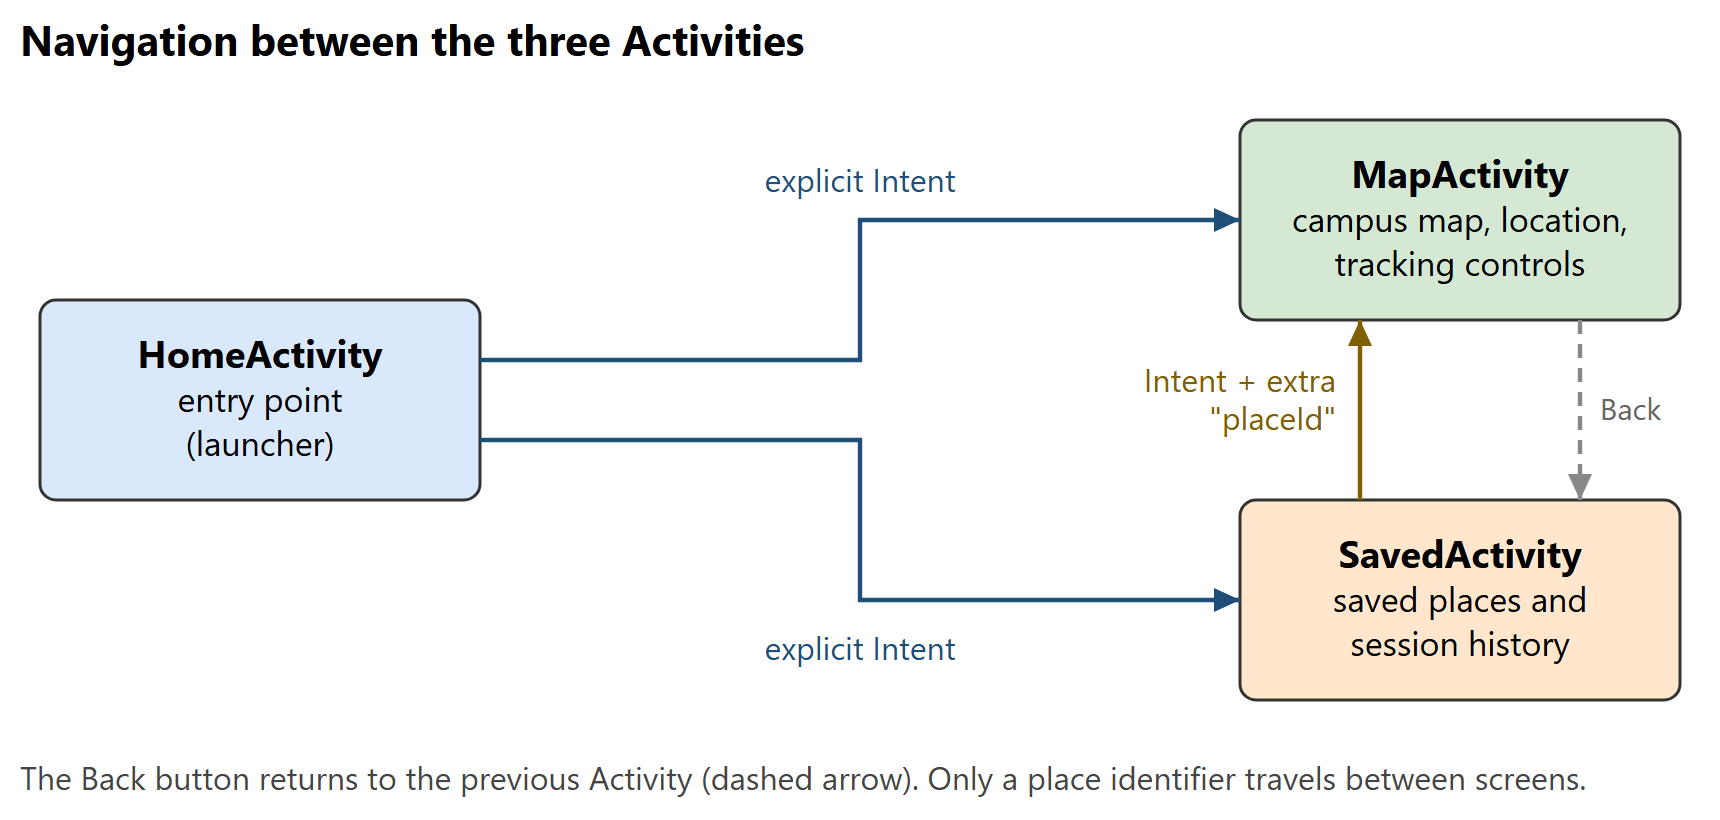 Navigation between the three Activities
explicit Intent
MapActivity
campus map, location,
tracking controls
HomeActivity
entry point
(launcher)
Intent + extra
"placeId"
Back
SavedActivity
saved places and
session history
explicit Intent
The Back button returns to the previous Activity (dashed arrow). Only a place identifier travels between screens.